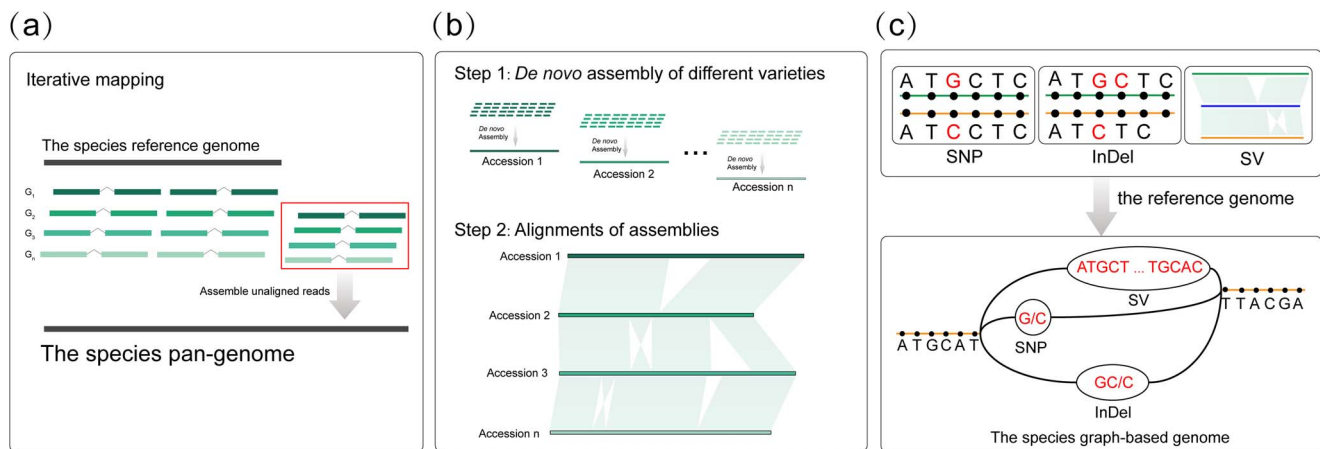 (a)
Iterative mapping
The species reference genome
G1
G2
G3
Gn
Assemble unaligned reads
The species pan-genome
(b)
Step 1: De novo assembly of different varieties
De novo
Assembly
Accession 1
De novo
Assembly
Accession 2
...
De novo
Assembly
Accession n
Step 2: Alignments of assemblies
Accession 1
Accession 2
Accession 3
Accession n
(c)
A T G C T C
A T C C T C
SNP
A T G C T C
A T C T C
InDel
SV
the reference genome
ATGCT ... TGCAC
SV
G/C
SNP
GC/C
InDel
A T G C A T
T T A C G A
The species graph-based genome